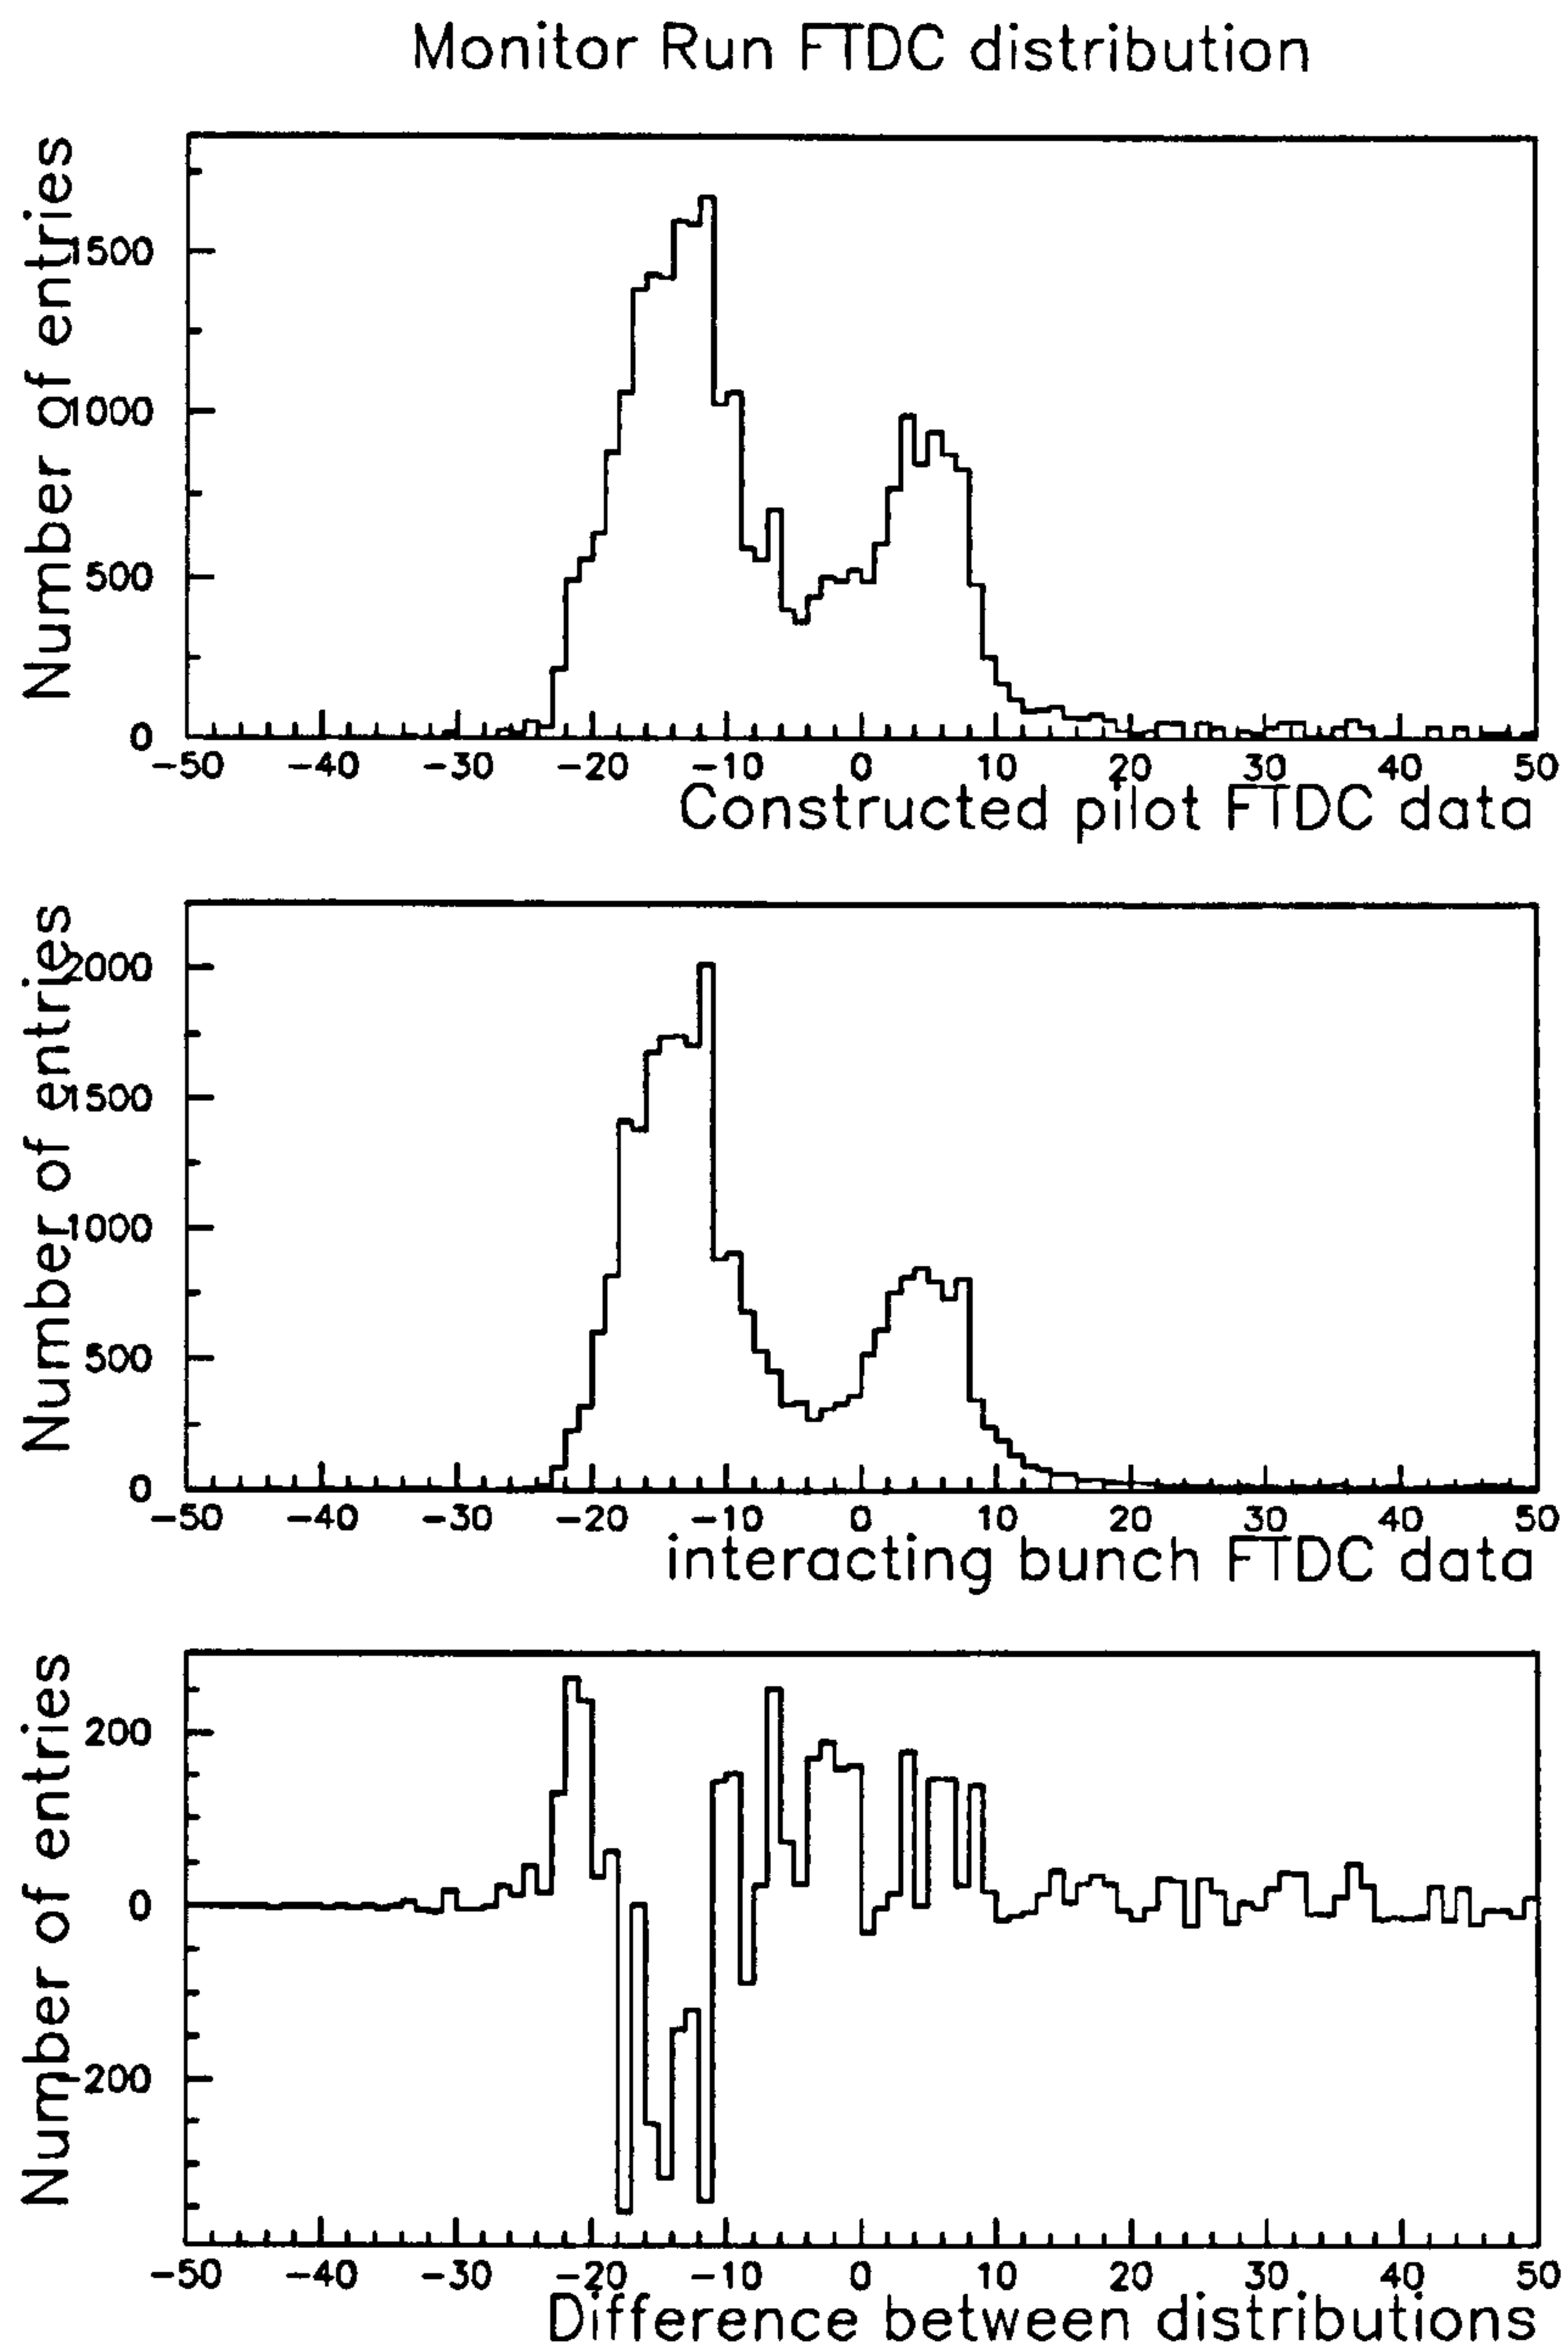 Monitor Run FTDC distribution
Number of entries
1500
1000
500
0
-50 -40 -30 -20 -10 0 10 20 30 40 50
Constructed pilot FTDC data
Number of entries
2000
1500
1000
500
0
-50 -40 -30 -20 -10 0 10 20 30 40 50
interacting bunch FTDC data
Number of entries
200
0
-200
-50 -40 -30 -20 -10 0 10 20 30 40 50
Difference between distributions